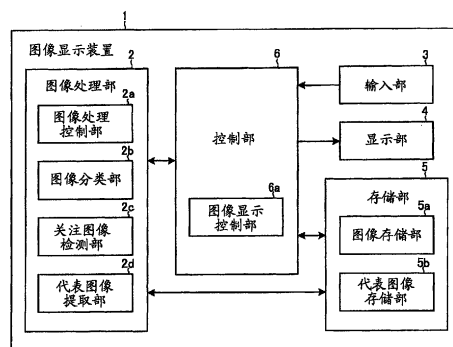 1
图像显示装置
2
图像处理部
2a
图像处理
控制部
2b
图像分类部
2c
关注图像
检测部
2d
代表图像
提取部
6
控制部
6a
图像显示
控制部
3
输入部
4
显示部
5
存储部
5a
图像存储部
5b
代表图像
存储部